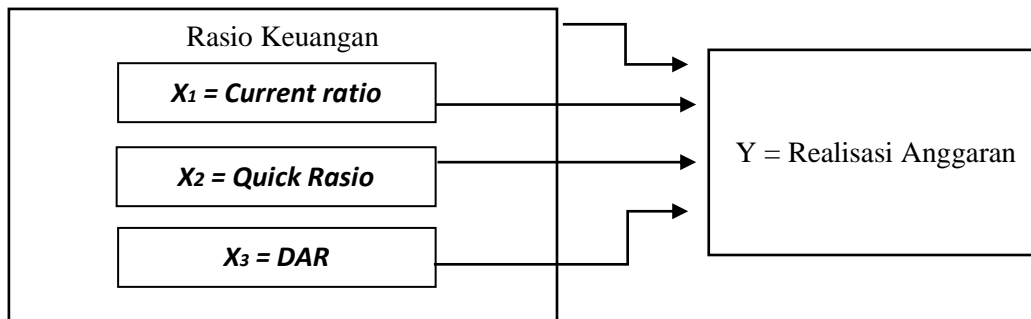 Rasio Keuangan
X1 = Current ratio
X2 = Quick Rasio
X3 = DAR
Y = Realisasi Anggaran